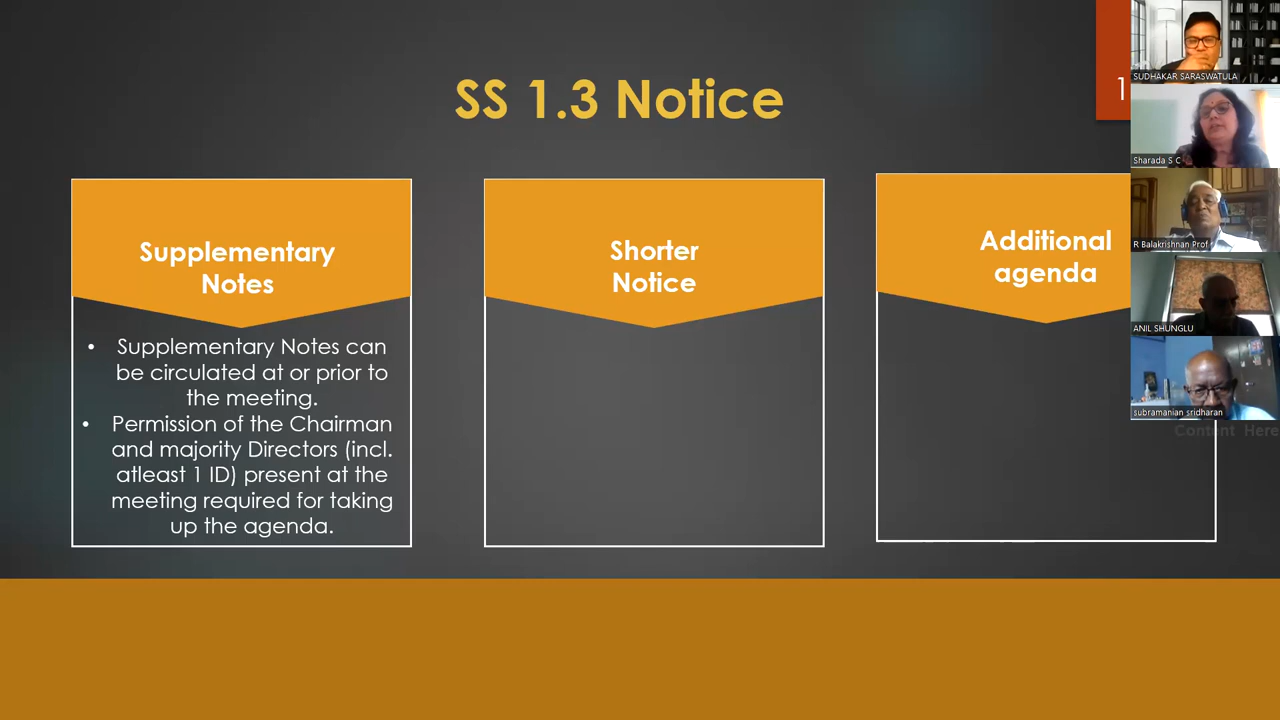 SS 1.3 Notice
1
Supplementary
Notes
• Supplementary Notes can
be circulated at or prior to
the meeting.
• Permission of the Chairman
and majority Directors (incl.
atleast 1 ID) present at the
meeting required for taking
up the agenda.
Shorter
Notice
Additional
agenda
Content Here
SUDHAKAR SARASWATULA
Sharada S C
R Balakrishnan Prof
ANIL SHUNGLU
subramanian sridharan